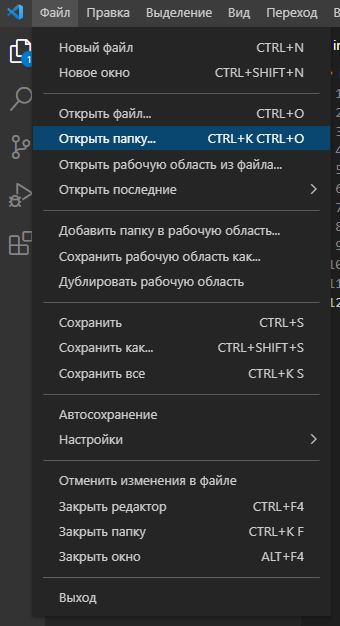 Файл Правка Выделение Вид Переход
Новый файл CTRL+N
Новое окно CTRL+SHIFT+N
Открыть файл... CTRL+O
Открыть папку... CTRL+K CTRL+O
Открыть рабочую область из файла...
Открыть последние
Добавить папку в рабочую область...
Сохранить рабочую область как...
Дублировать рабочую область
Сохранить CTRL+S
Сохранить как... CTRL+SHIFT+S
Сохранить все CTRL+K S
Автосохранение
Настройки
Отменить изменения в файле
Закрыть редактор CTRL+F4
Закрыть папку CTRL+K F
Закрыть окно ALT+F4
Выход